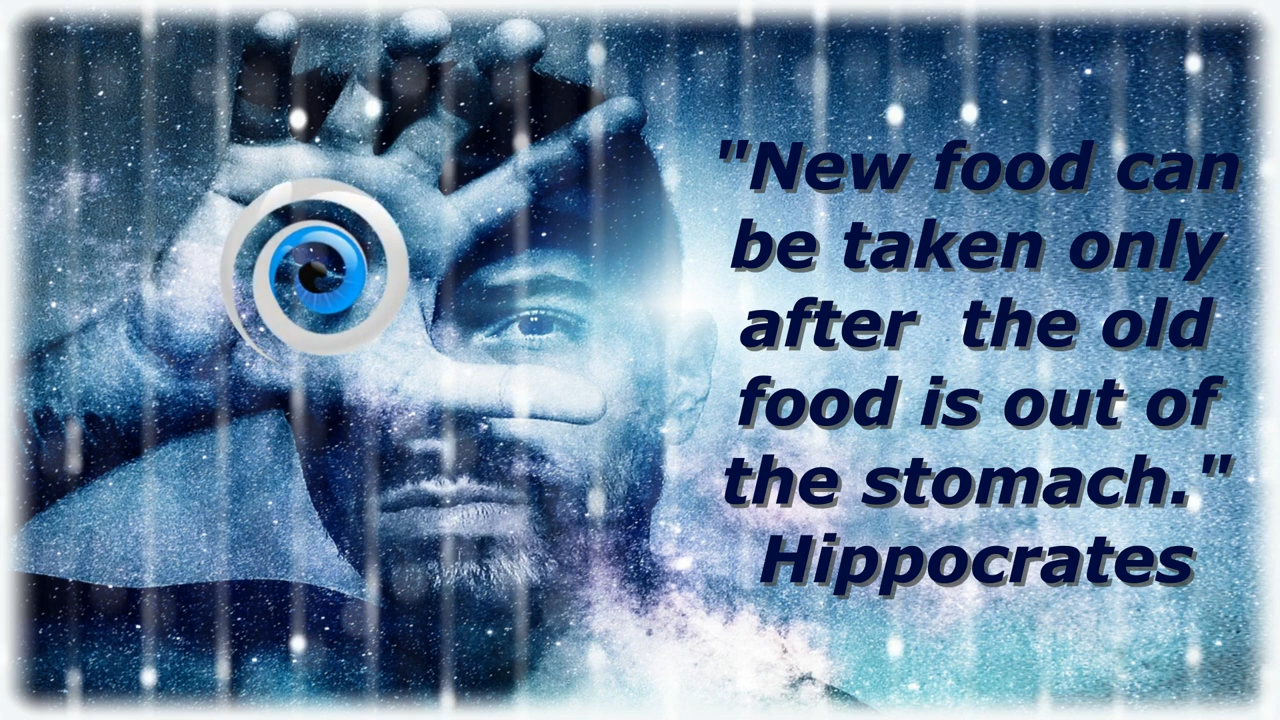 "New food can
be taken only
after  the old
food is out of
the stomach."
Hippocrates